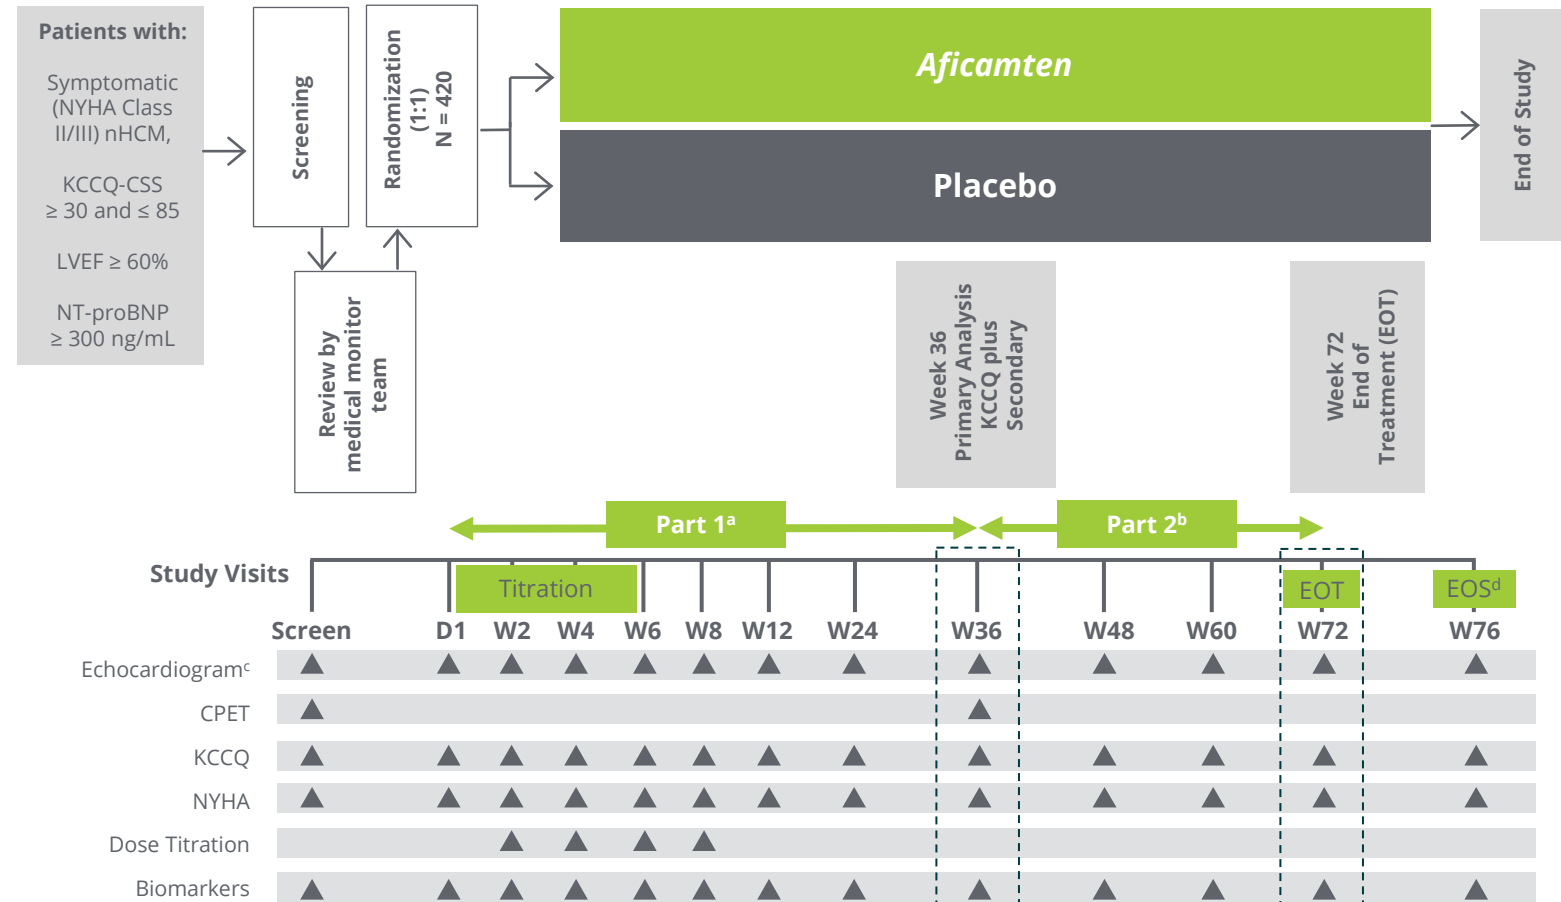 Patients with:
Symptomatic
(NYHA Class
II/III) nHCM,
KCCQ-CSS
≥ 30 and ≤ 85
LVEF ≥ 60%
NT-proBNP
≥ 300 ng/mL
Screening
Review by
medical monitor
team
Randomization
(1:1)
N = 420
Aficamten
Placebo
End of Study
Week 36
Primary Analysis
KCCQ plus
Secondary
Week 72
End of
Treatment (EOT)
Part 1ᵃ
Part 2ᵇ
Study Visits
Titration
EOT
EOSᵈ
Screen D1 W2 W4 W6 W8 W12 W24 W36 W48 W60 W72 W76
Echocardiogramᶜ
CPET
KCCQ
NYHA
Dose Titration
Biomarkers